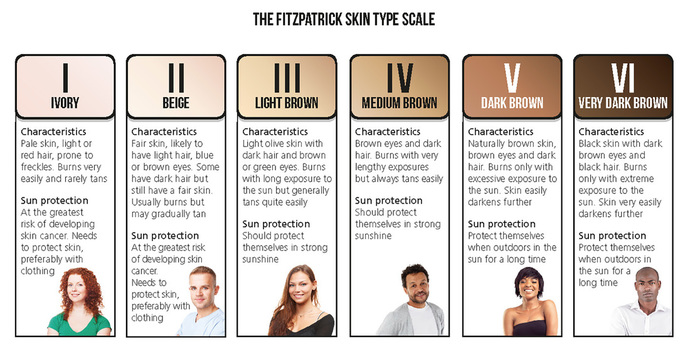 THE FITZPATRICK SKIN TYPE SCALE
I
IVORY
Characteristics
Pale skin, light or
red hair, prone to
freckles. Burns very
easily and rarely tans
Sun protection
At the greatest
risk of developing
skin cancer. Needs
to protect skin,
preferably with
clothing
II
BEIGE
Characteristics
Fair skin, likely to
have light hair, blue
or brown eyes. Some
have dark hair but
still have a fair skin.
Usually burns but
may gradually tan
Sun protection
At the greatest risk
of developing skin
cancer.
Needs to
protect skin,
preferably with
clothing
III
LIGHT BROWN
Characteristics
Light olive skin with
dark hair and brown
or green eyes. Burns
with long exposure to
the sun but generally
tans quite easily
Sun protection
Should protect
themselves in strong
sunshine
IV
MEDIUM BROWN
Characteristics
Brown eyes and dark
hair. Burns with very
lengthy exposures
but always tans easily
Sun protection
Should protect
themselves in strong
sunshine
V
DARK BROWN
Characteristics
Naturally brown skin,
brown eyes and dark
hair. Burns only with
excessive exposure to
the sun. Skin easily
darkens further
Sun protection
Protect themselves
when outdoors in the
sun for a long time
VI
VERY DARK BROWN
Characteristics
Black skin with dark
brown eyes and
black hair. Burns
only with extreme
exposure to the
sun. Skin very easily
darkens further
Sun protection
Protect themselves
when outdoors in
the sun for a
long time